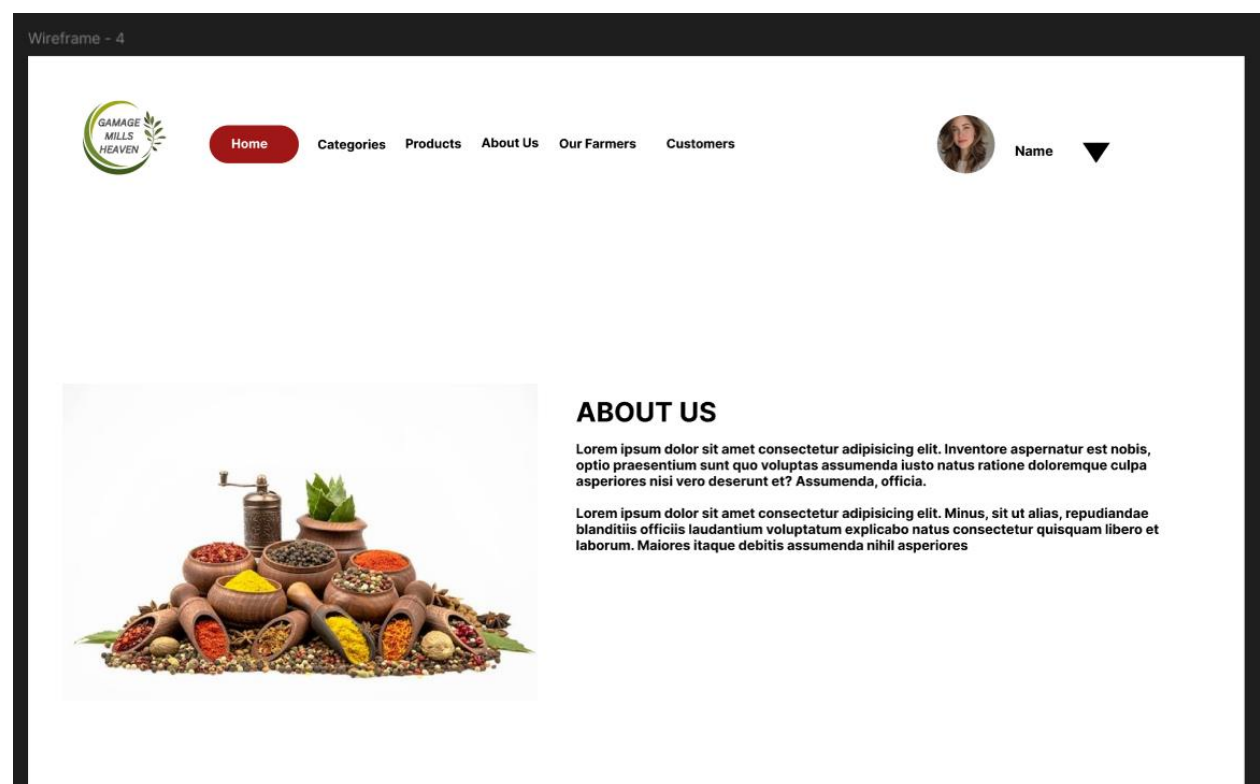 Wireframe - 4
GAMAGE
MILLS
HEAVEN
Home
Categories
Products
About Us
Our Farmers
Customers
Name
ABOUT US
Lorem ipsum dolor sit amet consectetur adipisicing elit. Inventore aspernatur est nobis,
optio praesentium sunt quo voluptas assumenda iusto natus ratione doloremque culpa
asperiores nisi vero deserunt et? Assumenda, officia.
Lorem ipsum dolor sit amet consectetur adipisicing elit. Minus, sit ut alias, repudiandae
blanditiis officiis laudantium voluptatum explicabo natus consectetur quisquam libero et
laborum. Maiores itaque debitis assumenda nihil asperiores